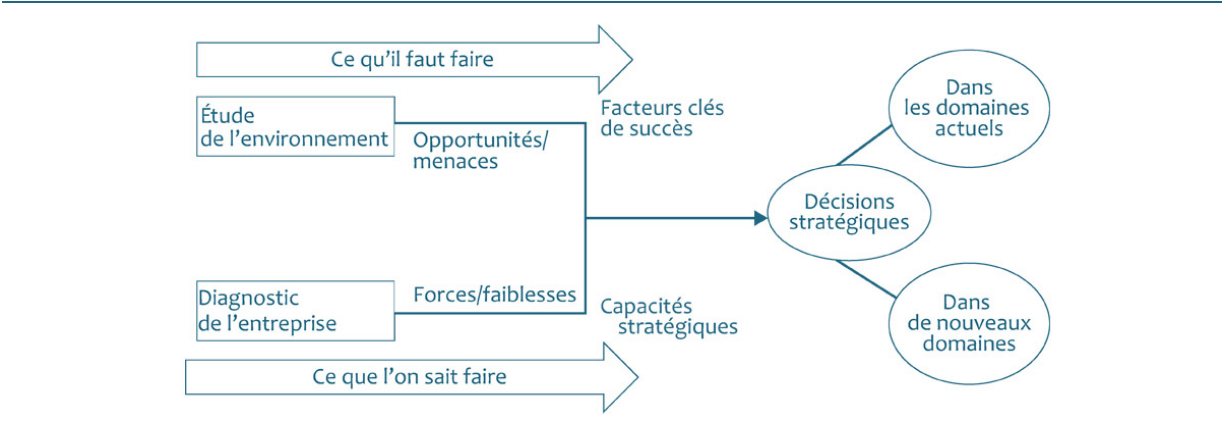 Ce qu'il faut faire
Étude
de l'environnement
Opportunités/
menaces
Facteurs clés
de succès
Diagnostic
de l'entreprise
Forces/faiblesses
Capacités
stratégiques
Ce que l'on sait faire
Décisions
stratégiques
Dans
les domaines
actuels
Dans
de nouveaux
domaines